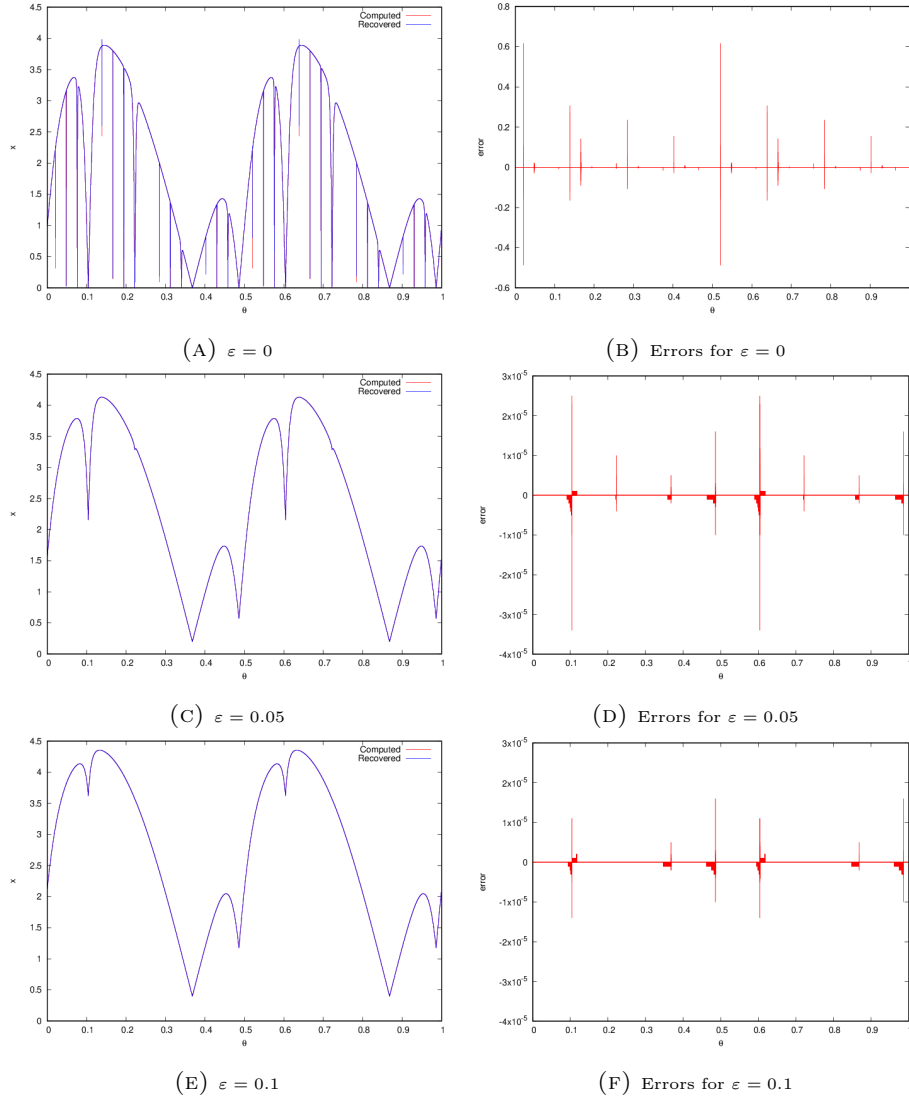 4.5
4
3.5
3
2.5
2
1.5
1
0.5
0
x
0 0.1 0.2 0.3 0.4 0.5 0.6 0.7 0.8 0.9 1
θ
Computed
Recovered
(A) ε = 0
0.8
0.6
0.4
0.2
0
-0.2
-0.4
-0.6
error
0 0.1 0.2 0.3 0.4 0.5 0.6 0.7 0.8 0.9
θ
(B) Errors for ε = 0
4.5
4
3.5
3
2.5
2
1.5
1
0.5
0
x
0 0.1 0.2 0.3 0.4 0.5 0.6 0.7 0.8 0.9 1
θ
Computed
Recovered
(C) ε = 0.05
3x10⁻⁵
2x10⁻⁵
1x10⁻⁵
0
-1x10⁻⁵
-2x10⁻⁵
-3x10⁻⁵
-4x10⁻⁵
error
0 0.1 0.2 0.3 0.4 0.5 0.6 0.7 0.8 0.9
θ
(D) Errors for ε = 0.05
4.5
4
3.5
3
2.5
2
1.5
1
0.5
0
x
0 0.1 0.2 0.3 0.4 0.5 0.6 0.7 0.8 0.9 1
θ
Computed
Recovered
(E) ε = 0.1
3x10⁻⁵
2x10⁻⁵
1x10⁻⁵
0
-1x10⁻⁵
-2x10⁻⁵
-3x10⁻⁵
-4x10⁻⁵
error
0 0.1 0.2 0.3 0.4 0.5 0.6 0.7 0.8 0.9
θ
(F) Errors for ε = 0.1